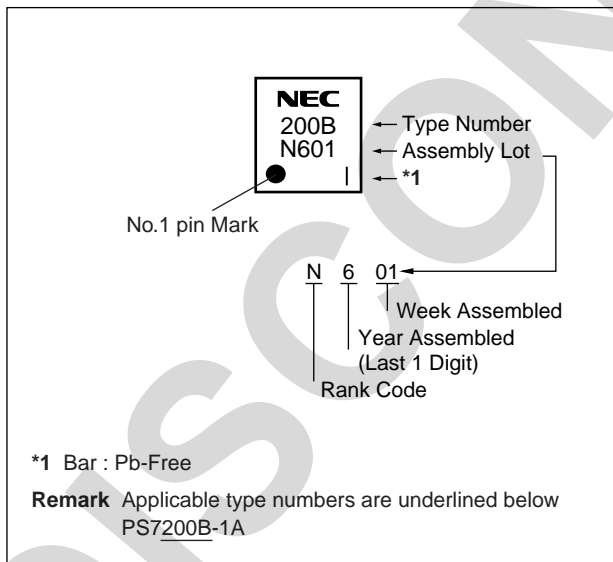 NEC
200B
N601
|
Type Number
Assembly Lot
*1
No.1 pin Mark
N 6 01
Week Assembled
Year Assembled
(Last 1 Digit)
Rank Code
*1 Bar : Pb-Free
Remark Applicable type numbers are underlined below
PS7200B-1A
DISCON